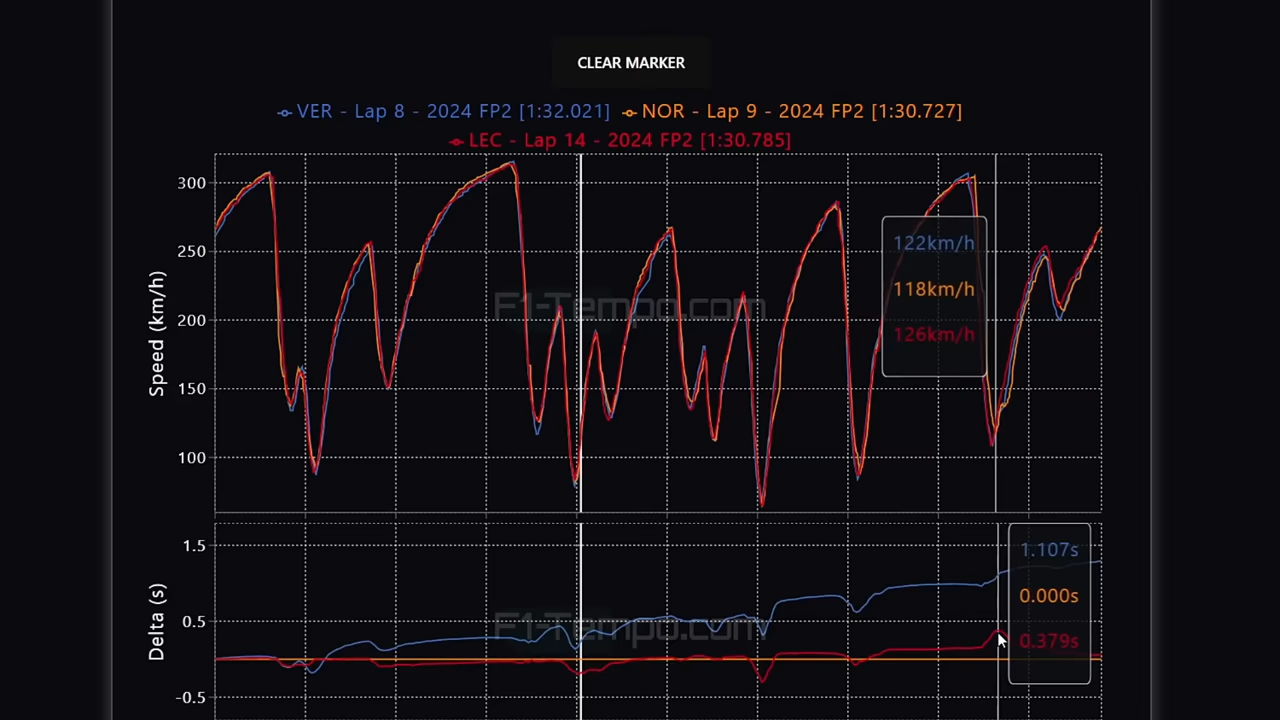 CLEAR MARKER
VER - Lap 8 - 2024 FP2 [1:32.021] NOR - Lap 9 - 2024 FP2 [1:30.727]
LEC - Lap 14 - 2024 FP2 [1:30.785]
Speed (km/h)
300
250
200
150
100
F1-Tempo.com
122km/h
118km/h
126km/h
Delta (s)
1.5
0.5
-0.5
F1-Tempo.com
1.107s
0.000s
0.379s